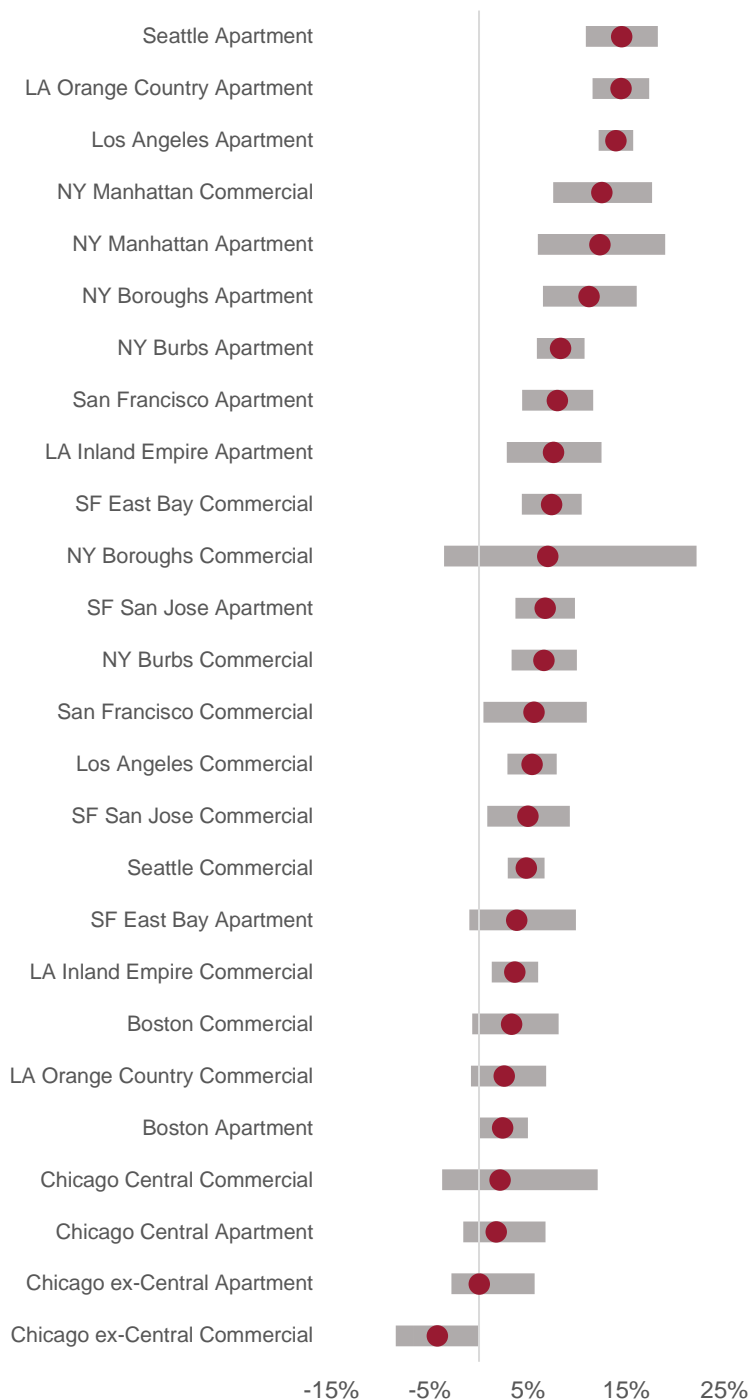 Seattle Apartment
LA Orange Country Apartment
Los Angeles Apartment
NY Manhattan Commercial
NY Manhattan Apartment
NY Boroughs Apartment
NY Burbs Apartment
San Francisco Apartment
LA Inland Empire Apartment
SF East Bay Commercial
NY Boroughs Commercial
SF San Jose Apartment
NY Burbs Commercial
San Francisco Commercial
Los Angeles Commercial
SF San Jose Commercial
Seattle Commercial
SF East Bay Apartment
LA Inland Empire Commercial
Boston Commercial
LA Orange Country Commercial
Boston Apartment
Chicago Central Commercial
Chicago Central Apartment
Chicago ex-Central Apartment
Chicago ex-Central Commercial
-15% -5% 5% 15% 25%